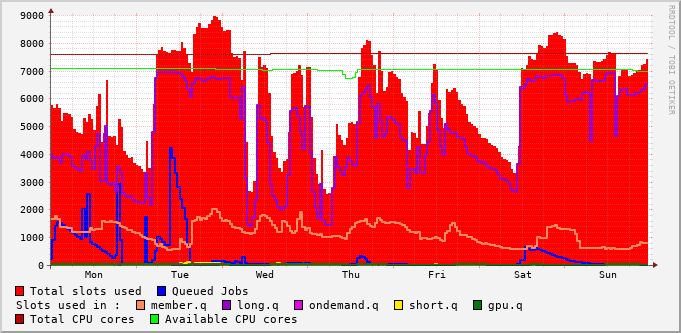 9000
8000
7000
6000
5000
4000
3000
2000
1000
0
RRDTOOL / TOBI OETIKER
Mon Tue Wed Thu Fri Sat Sun
Total slots used Queued Jobs
Slots used in : member.q long.q ondemand.q short.q gpu.q
Total CPU cores Available CPU cores